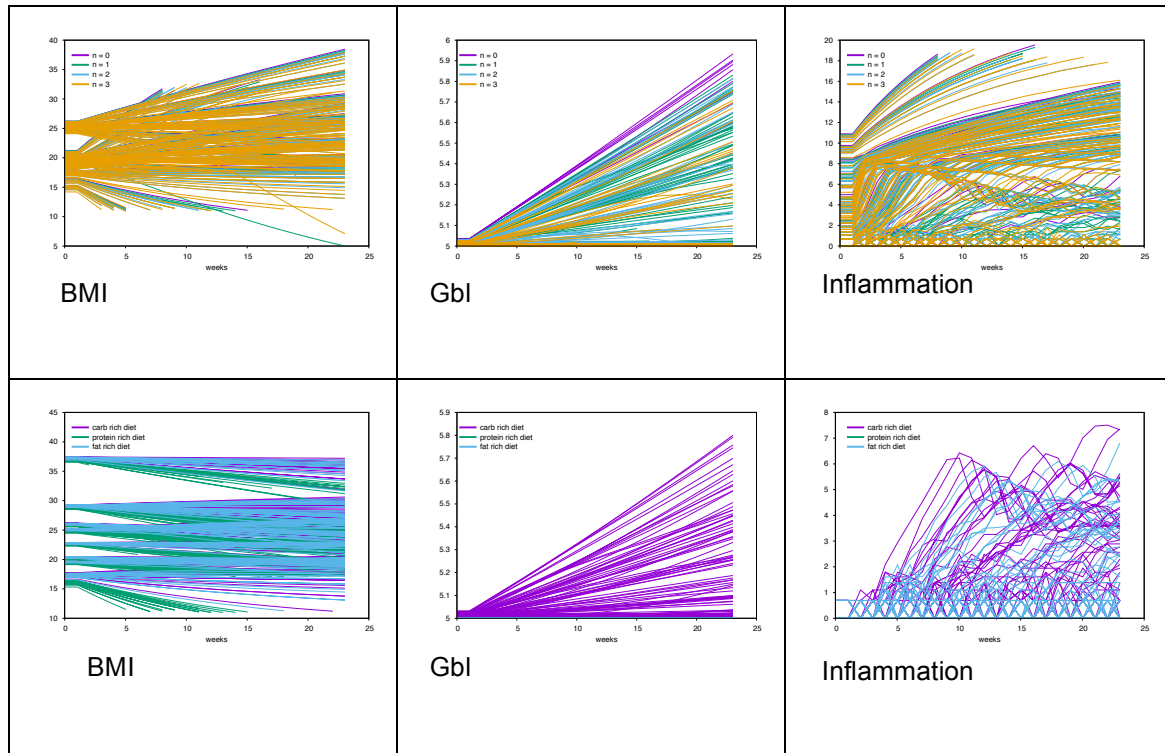 40
35
30
25
20
15
10
5
n = 0
n = 1
n = 2
n = 3
0 5 10 15 20 25
weeks
BMI
6
5.9
5.8
5.7
5.6
5.5
5.4
5.3
5.2
5.1
5
n = 0
n = 1
n = 2
n = 3
0 5 10 15 20 25
weeks
Gbl
20
18
16
14
12
10
8
6
4
2
0
n = 0
n = 1
n = 2
n = 3
0 5 10 15 20 25
weeks
Inflammation
45
40
35
30
25
20
15
10
carb rich diet
protein rich diet
fat rich diet
0 5 10 15 20 25
weeks
BMI
5.9
5.8
5.7
5.6
5.5
5.4
5.3
5.2
5.1
5
carb rich diet
protein rich diet
fat rich diet
0 5 10 15 20 25
weeks
Gbl
8
7
6
5
4
3
2
1
0
carb rich diet
protein rich diet
fat rich diet
0 5 10 15 20 25
weeks
Inflammation